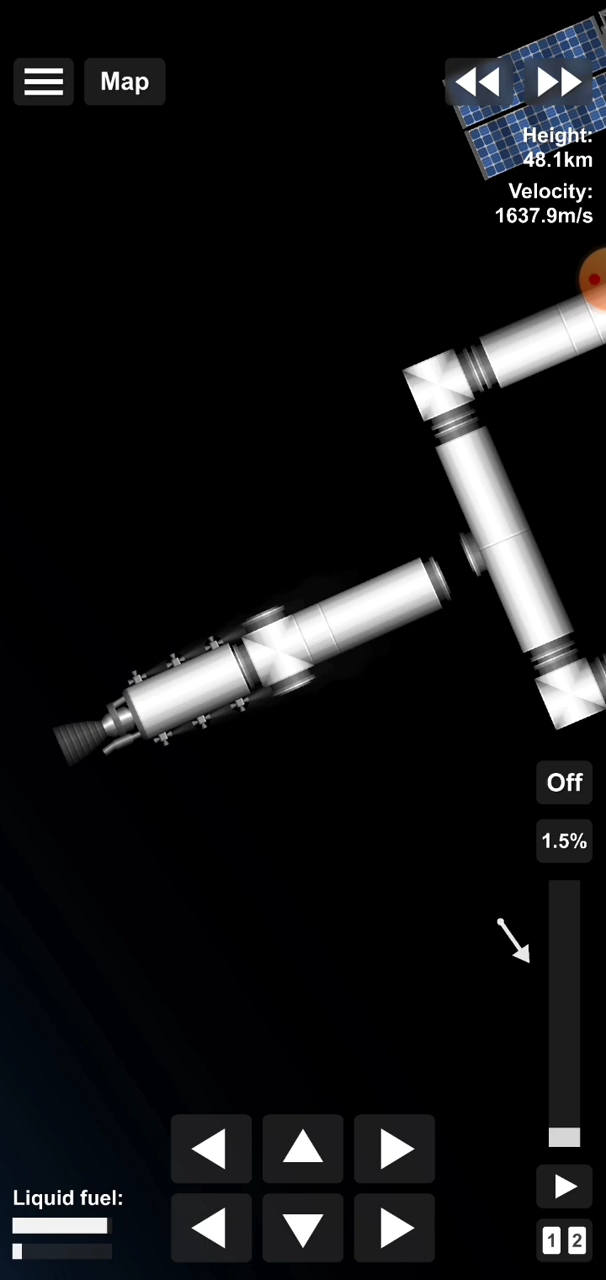 Map
Height:
48.1km
Velocity:
1637.9m/s
Off
1.5%
Liquid fuel:
1 2